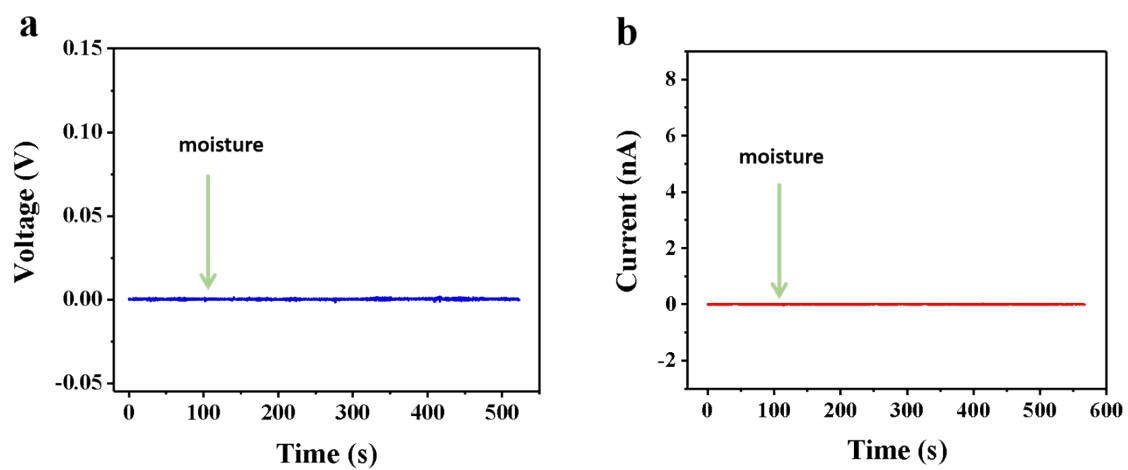 a
0.15
0.10
0.05
0.00
-0.05
Voltage (V)
moisture
0 100 200 300 400 500
Time (s)
b
8
6
4
2
0
-2
Current (nA)
moisture
0 100 200 300 400 500 600
Time (s)